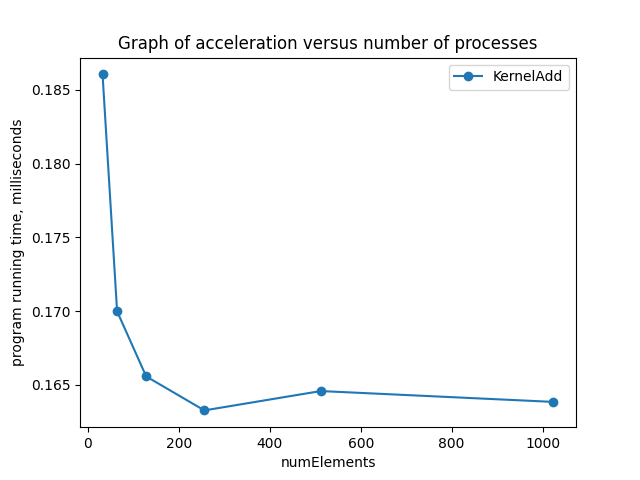 Graph of acceleration versus number of processes
KernelAdd
program running time, milliseconds
0.185
0.180
0.175
0.170
0.165
0 200 400 600 800 1000
numElements